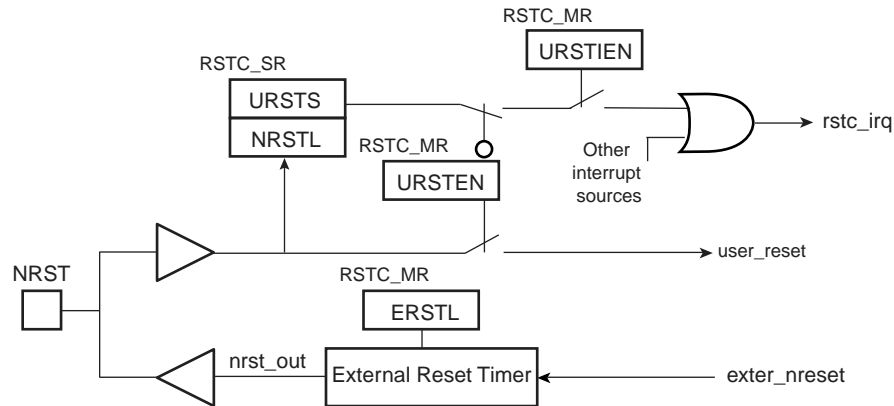 RSTC_MR
URSTIEN
RSTC_SR
URSTS
NRSTL
RSTC_MR
URSTEN
rstc_irq
Other
interrupt
sources
user_reset
NRST
RSTC_MR
ERSTL
nrst_out
External Reset Timer
exter_nreset